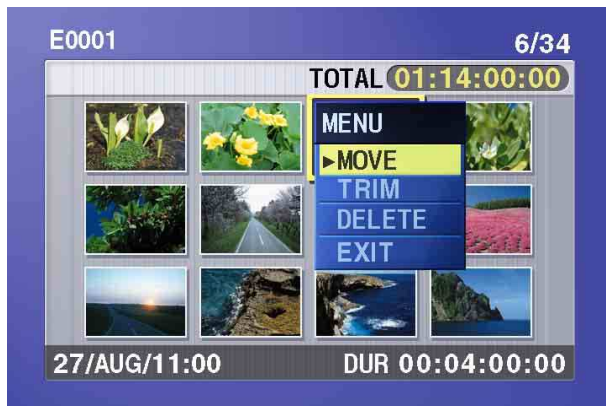 E0001 6/34
TOTAL 01:14:00:00
MENU
►MOVE
TRIM
DELETE
EXIT
27/AUG/11:00 DUR 00:04:00:00